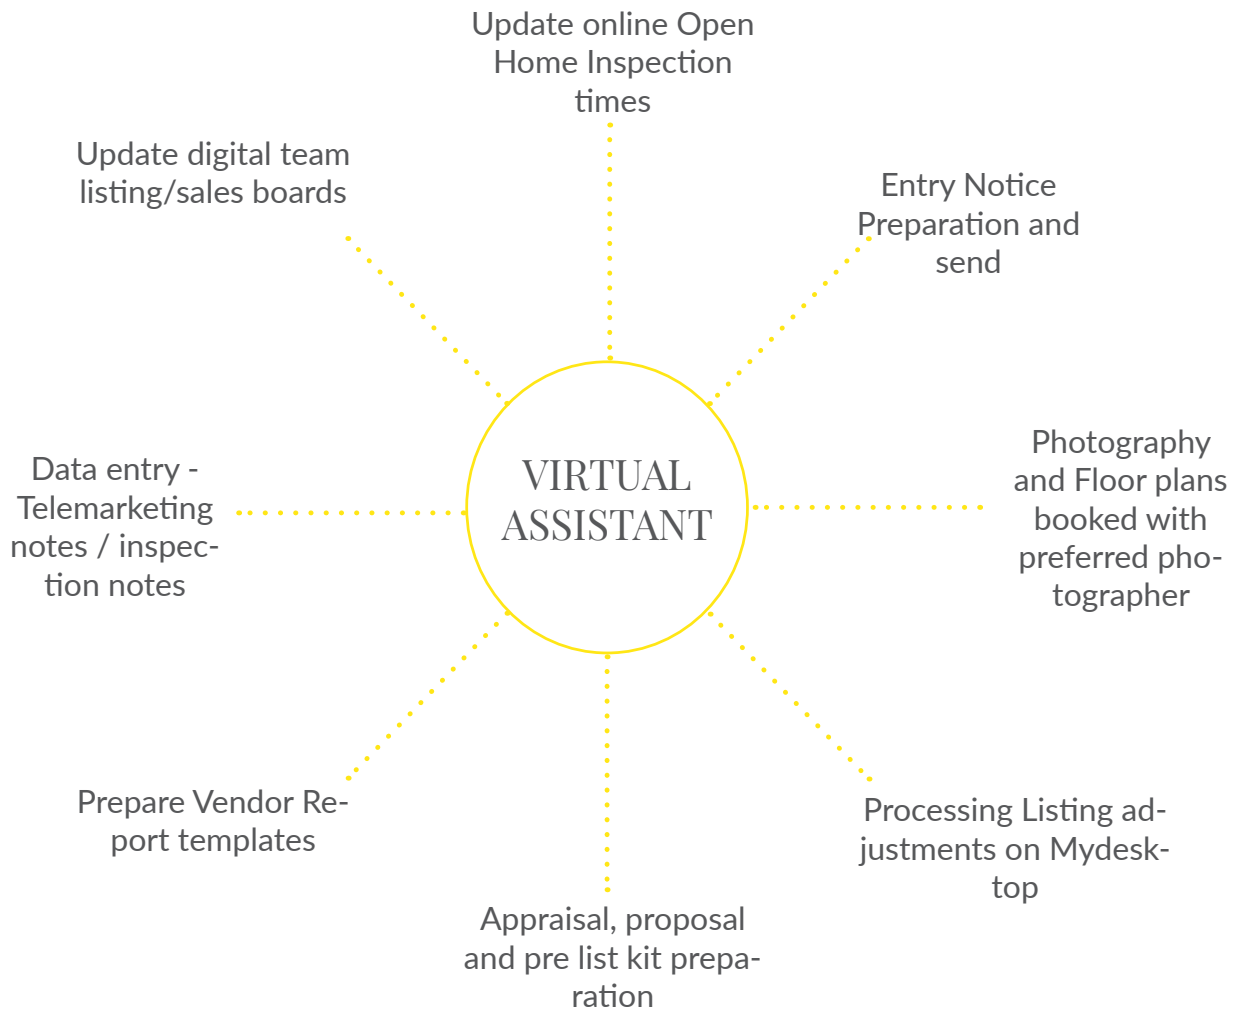 Update online Open
Home Inspection
times
Update digital team
listing/sales boards
Entry Notice
Preparation and
send
Photography
and Floor plans
booked with
preferred pho-
tographer
Data entry -
Telemarketing
notes / inspec-
tion notes
VIRTUAL
ASSISTANT
Prepare Vendor Re-
port templates
Processing Listing ad-
justments on Mydesk-
top
Appraisal, proposal
and pre list kit prepa-
ration